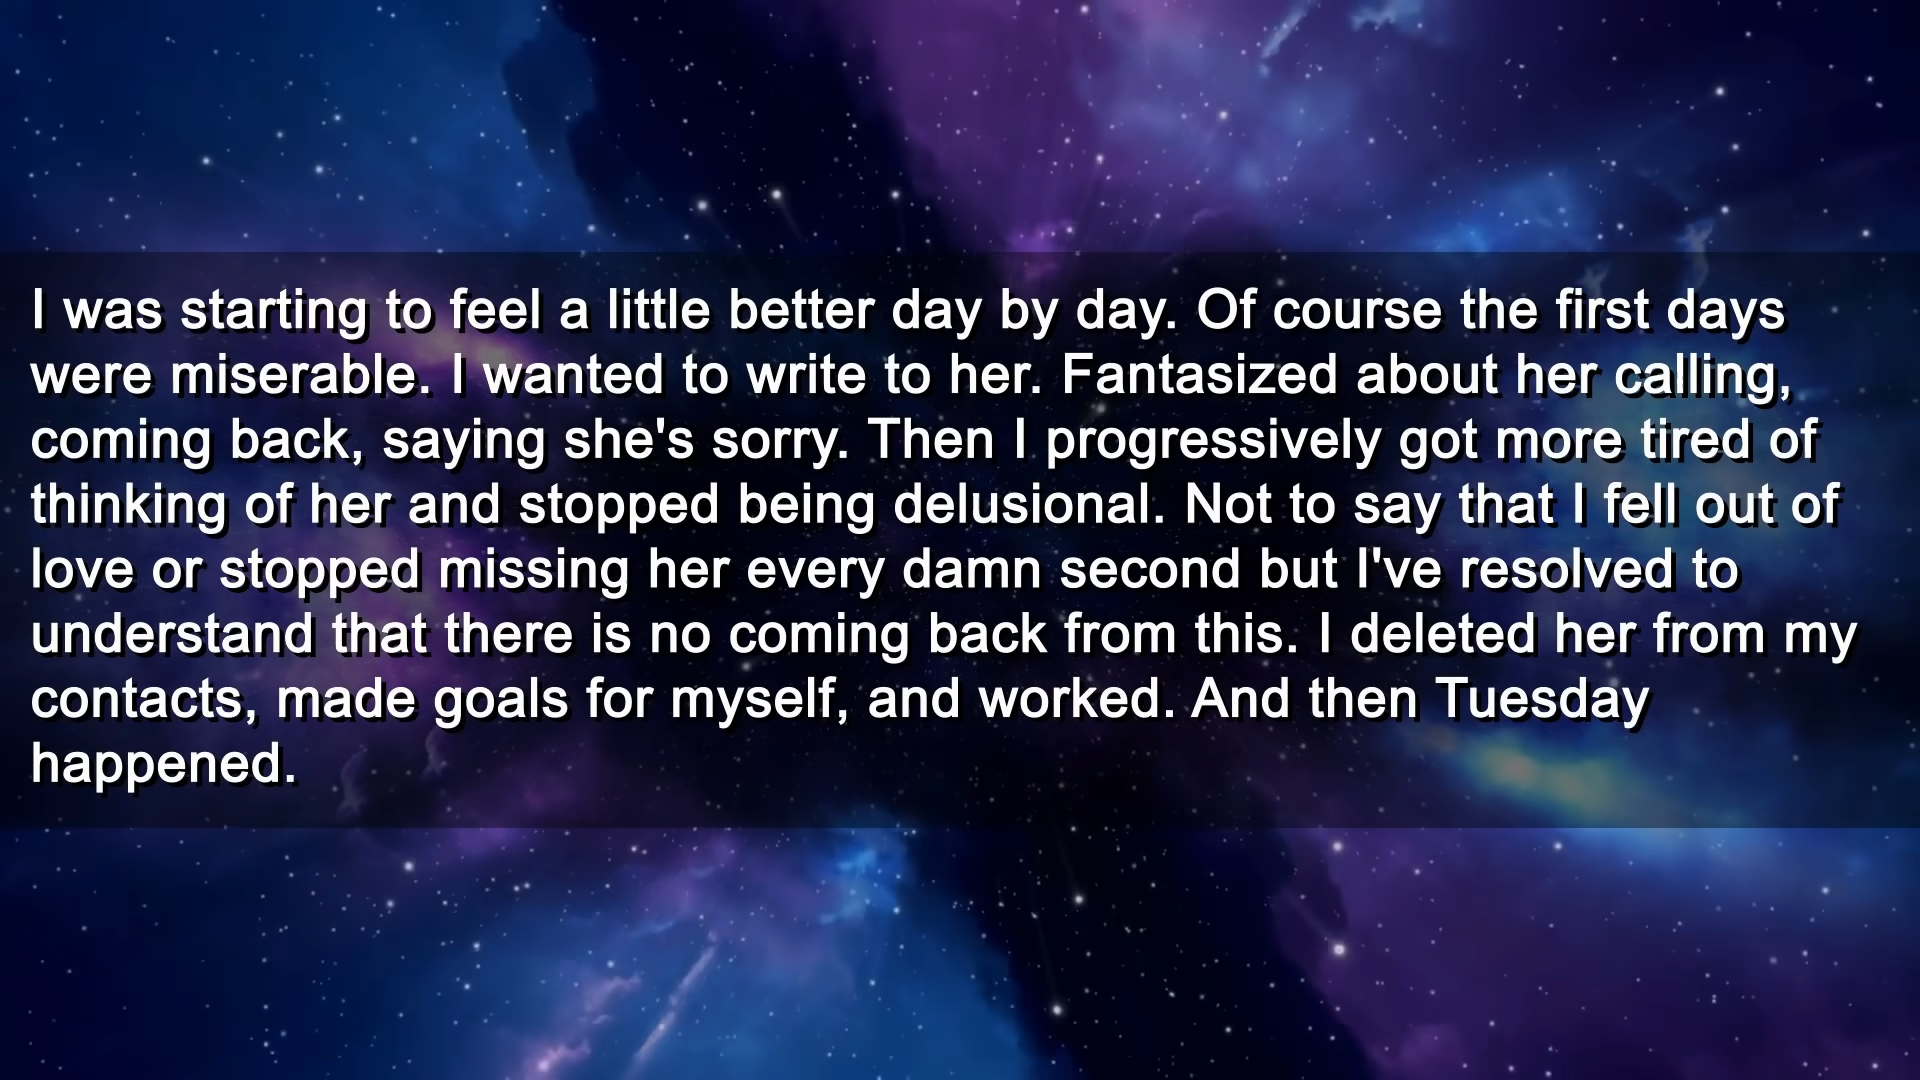 I was starting to feel a little better day by day. Of course the first days
were miserable. I wanted to write to her. Fantasized about her calling,
coming back, saying she's sorry. Then I progressively got more tired of
thinking of her and stopped being delusional. Not to say that I fell out of
love or stopped missing her every damn second but I've resolved to
understand that there is no coming back from this. I deleted her from my
contacts, made goals for myself, and worked. And then Tuesday
happened.